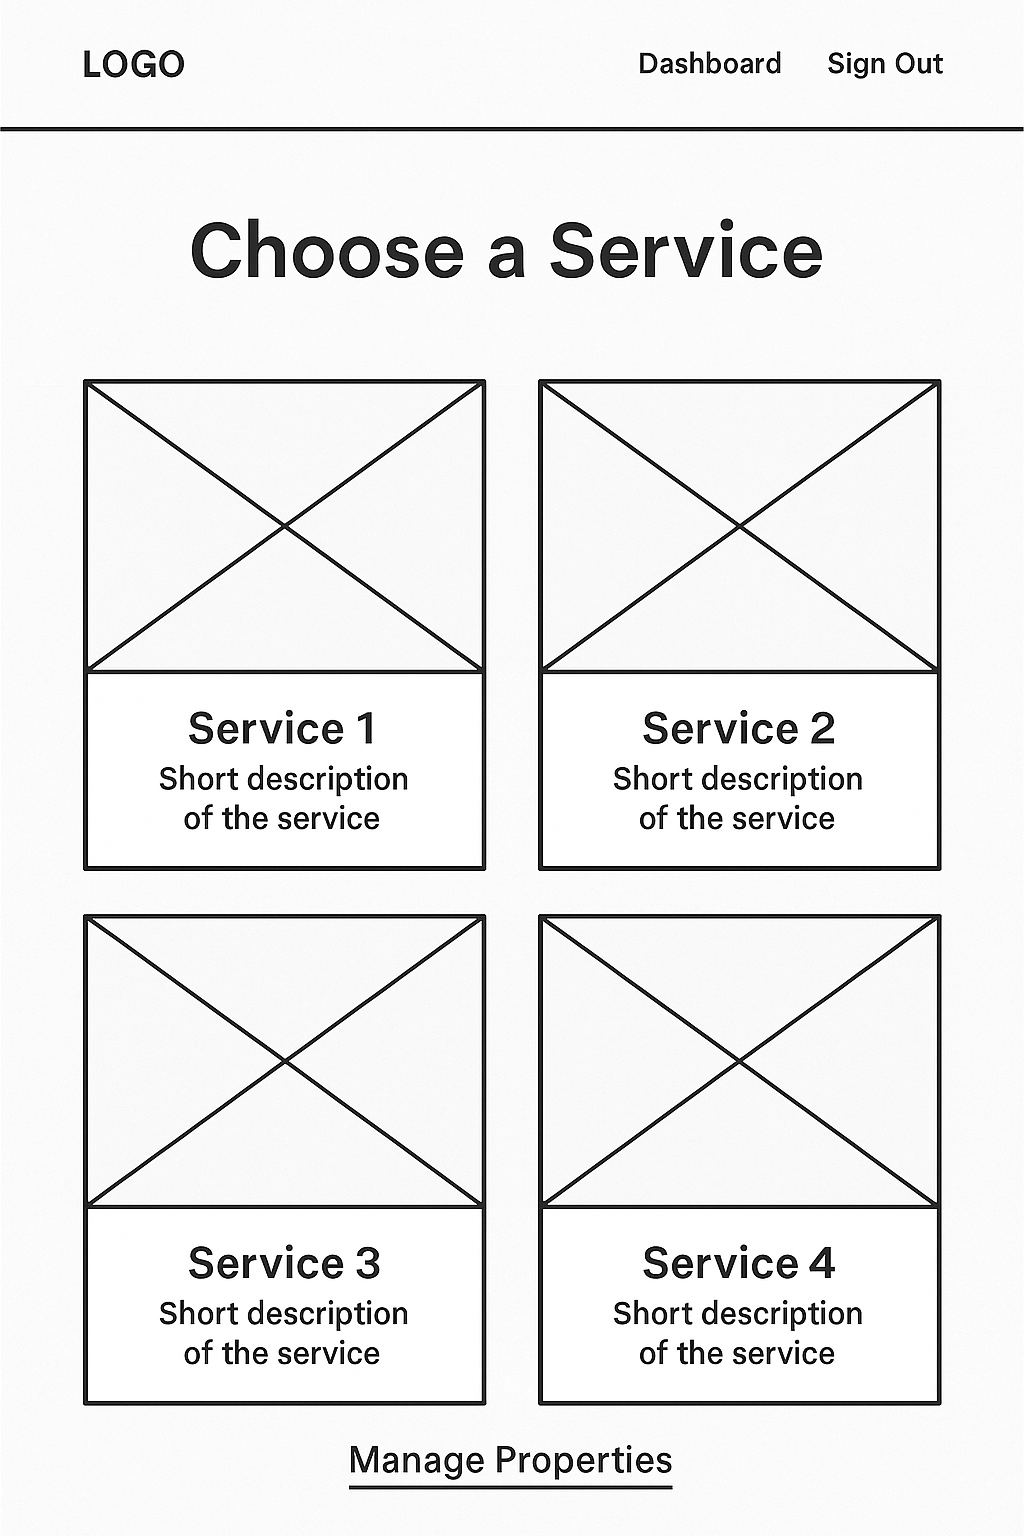 LOGO
Dashboard Sign Out
Choose a Service
Service 1
Short description
of the service
Service 2
Short description
of the service
Service 3
Short description
of the service
Service 4
Short description
of the service
Manage Properties